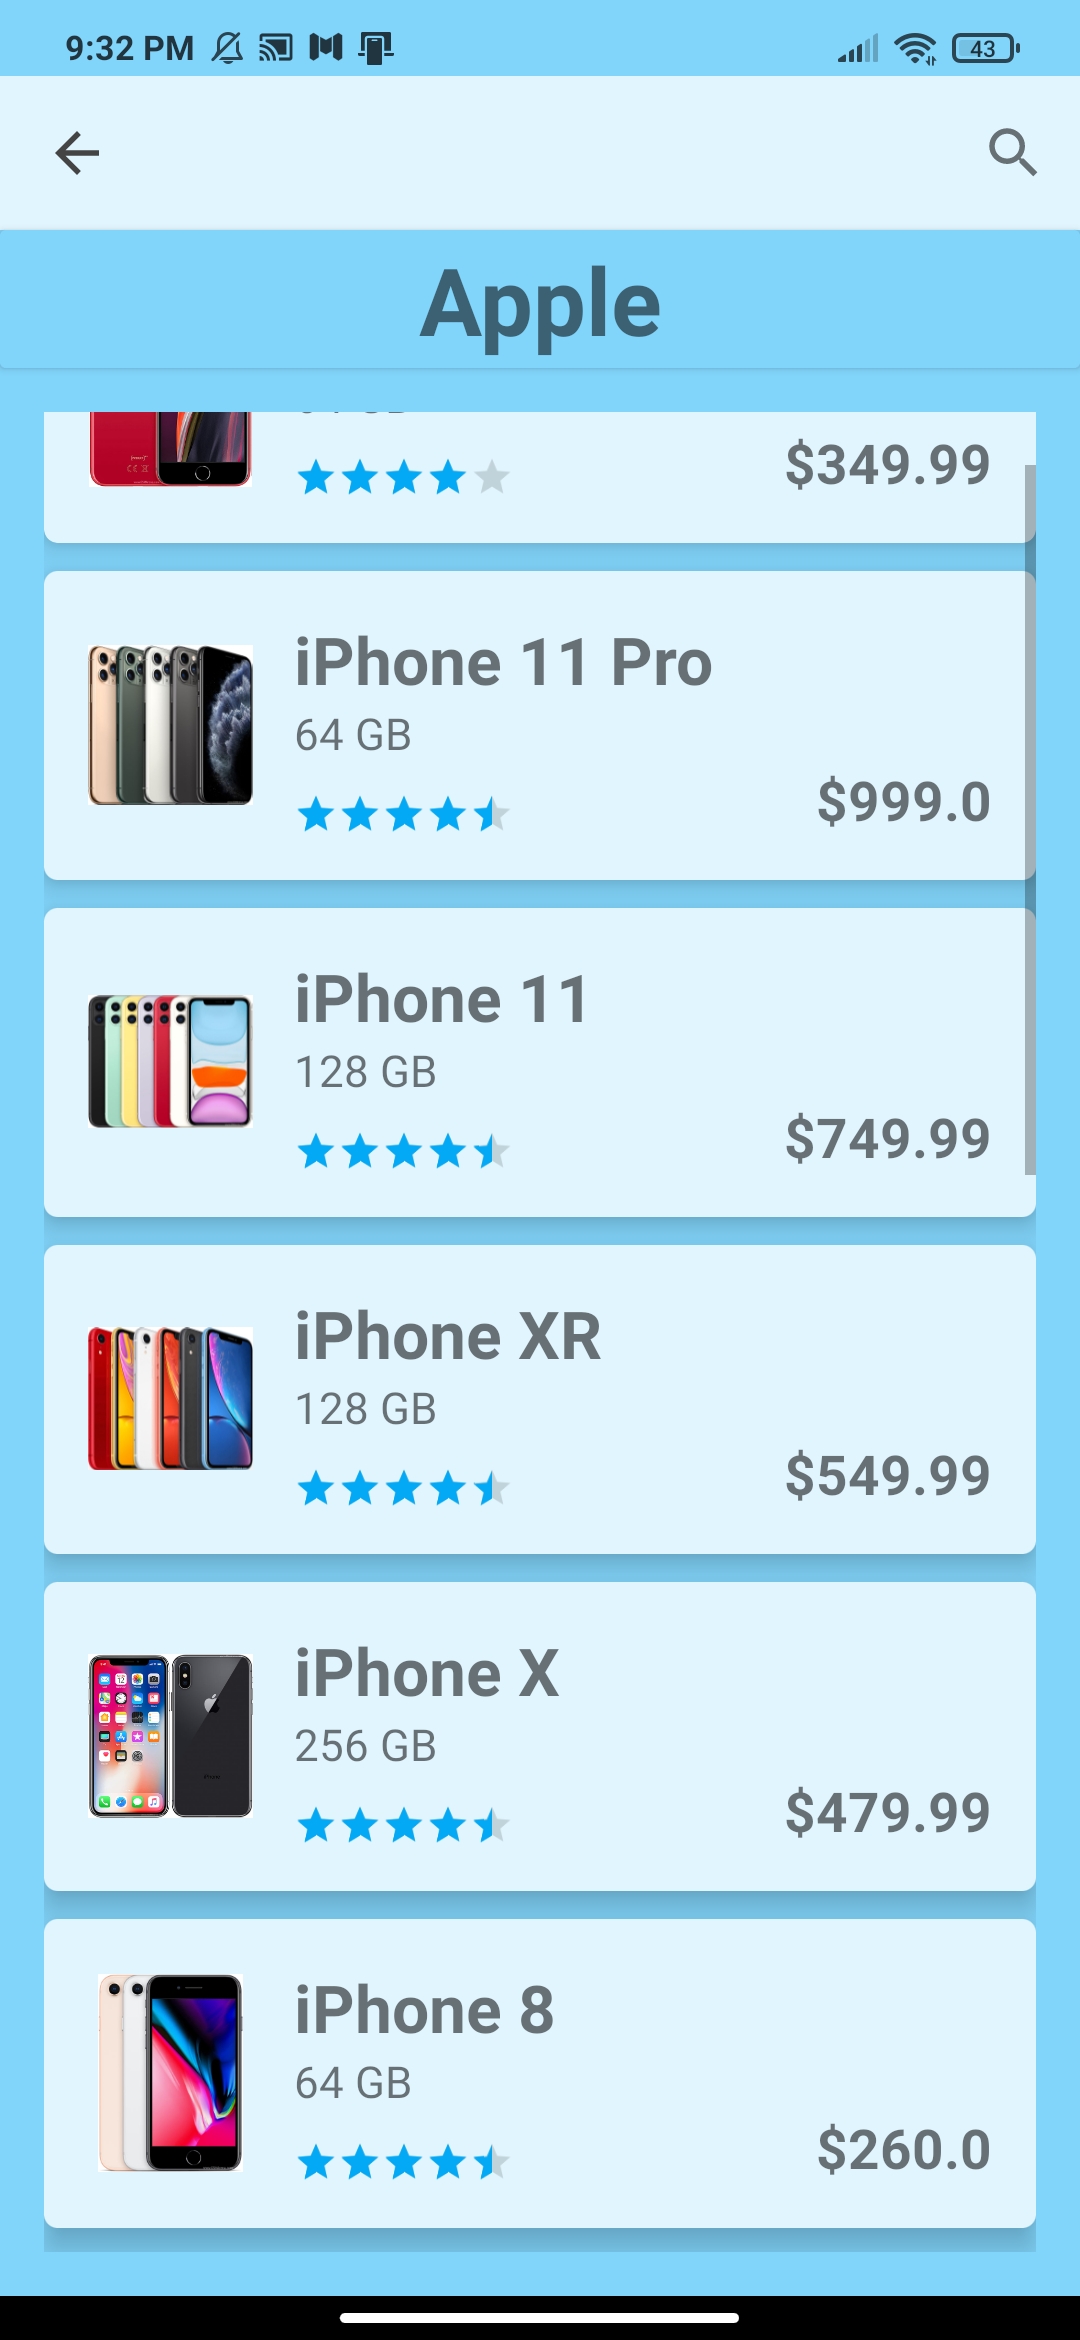 9:32 PM
43
Apple
$349.99
iPhone 11 Pro
64 GB
$999.0
iPhone 11
128 GB
$749.99
iPhone XR
128 GB
$549.99
iPhone X
256 GB
$479.99
iPhone 8
64 GB
$260.0